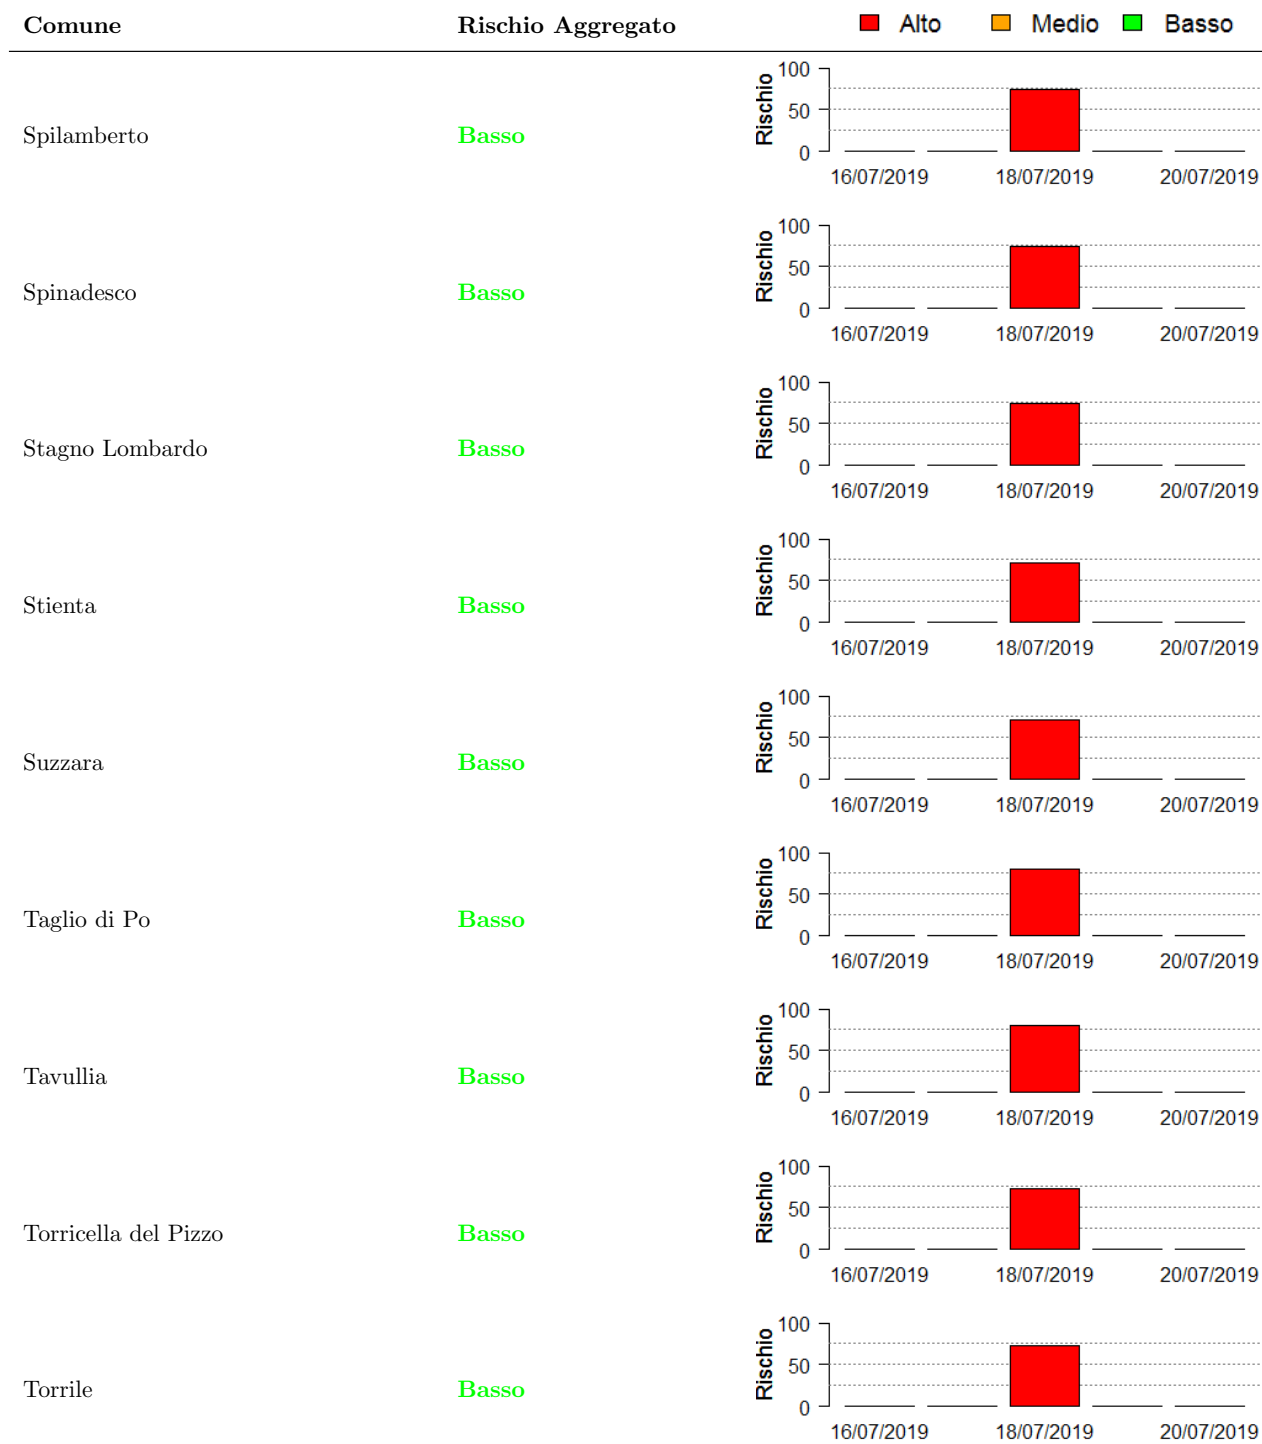 Comune Rischio Aggregato Alto Medio Basso
100
50
0
Rischio
Spilamberto Basso
16/07/2019 18/07/2019 20/07/2019
100
50
0
Rischio
Spinadesco Basso
16/07/2019 18/07/2019 20/07/2019
100
50
0
Rischio
Stagno Lombardo Basso
16/07/2019 18/07/2019 20/07/2019
100
50
0
Rischio
Stienta Basso
16/07/2019 18/07/2019 20/07/2019
100
50
0
Rischio
Suzzara Basso
16/07/2019 18/07/2019 20/07/2019
100
50
0
Rischio
Taglio di Po Basso
16/07/2019 18/07/2019 20/07/2019
100
50
0
Rischio
Tavullia Basso
16/07/2019 18/07/2019 20/07/2019
100
50
0
Rischio
Torricella del Pizzo Basso
16/07/2019 18/07/2019 20/07/2019
100
50
0
Rischio
Torrile Basso
16/07/2019 18/07/2019 20/07/2019